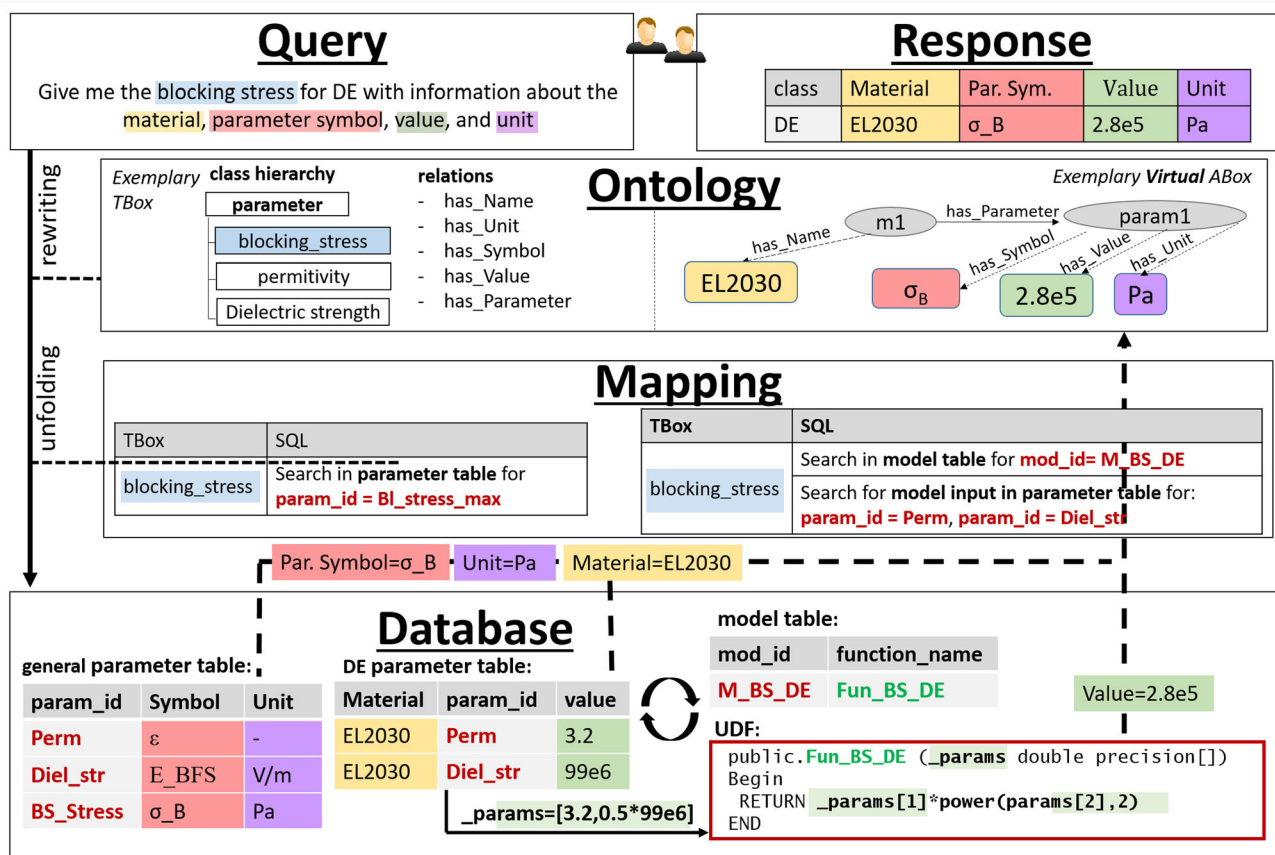 Query
Give me the blocking stress for DE with information about the
material, parameter symbol, value, and unit
Response
class Material Par. Sym. Value Unit
DE EL2030 σ_B 2.8e5 Pa
rewriting
unfolding
Exemplary
TBox
class hierarchy
parameter
blocking_stress
permitivity
Dielectric strength
relations
- has_Name
- has_Unit
- has_Symbol
- has_Value
- has_Parameter
Ontology
Exemplary Virtual ABox
m1
has_Parameter
param1
has_Name
has_Symbol
has_Value
has_Unit
EL2030
σB
2.8e5
Pa
Mapping
TBox SQL
blocking_stress
Search in parameter table for
param_id = Bl_stress_max
TBox SQL
blocking_stress
Search in model table for mod_id= M_BS_DE
Search for model input in parameter table for:
param_id = Perm, param_id = Diel_str
Par. Symbol=σ_B Unit=Pa Material=EL2030
Database
general parameter table:
param_id Symbol Unit
Perm ε -
Diel_str E_BFS V/m
BS_Stress σ_B Pa
DE parameter table:
Material param_id value
EL2030 Perm 3.2
EL2030 Diel_str 99e6
_params=[3.2,0.5*99e6]
model table:
mod_id function_name
M_BS_DE Fun_BS_DE
Value=2.8e5
UDF:
public.Fun_BS_DE (_params double precision[])
Begin
RETURN _params[1]*power(params[2],2)
END